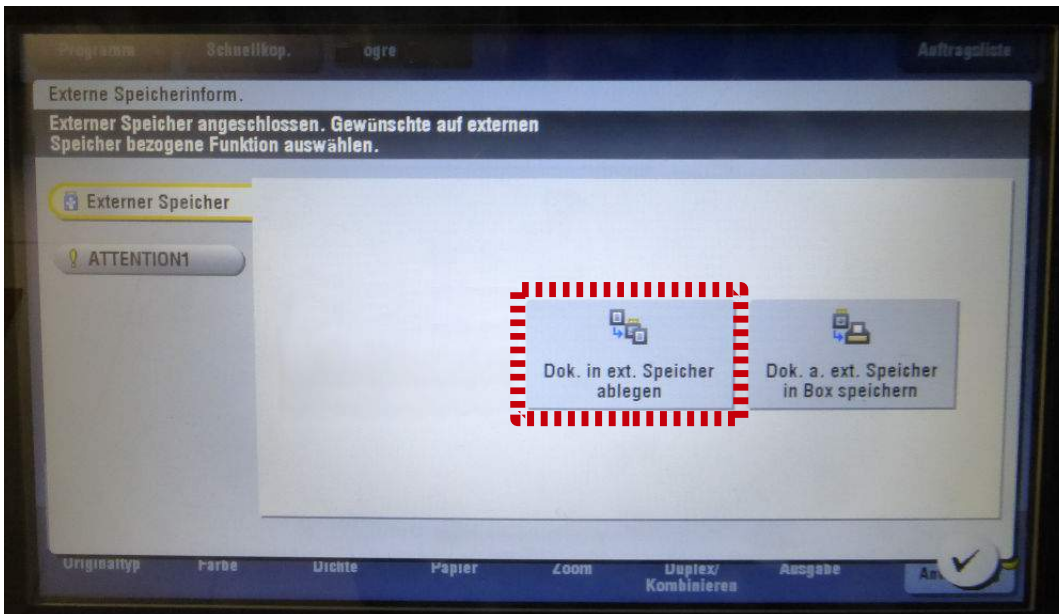 Programm Schnellkop. ogre Auftragsliste
Externe Speicherinform.
Externer Speicher angeschlossen. Gewünschte auf externen
Speicher bezogene Funktion auswählen.
Externer Speicher
ATTENTION1
Dok. in ext. Speicher
ablegen
Dok. a. ext. Speicher
in Box speichern
Originaltyp Farbe Dichte Papier Zoom Duplex/ Ausgabe
Kombinieren